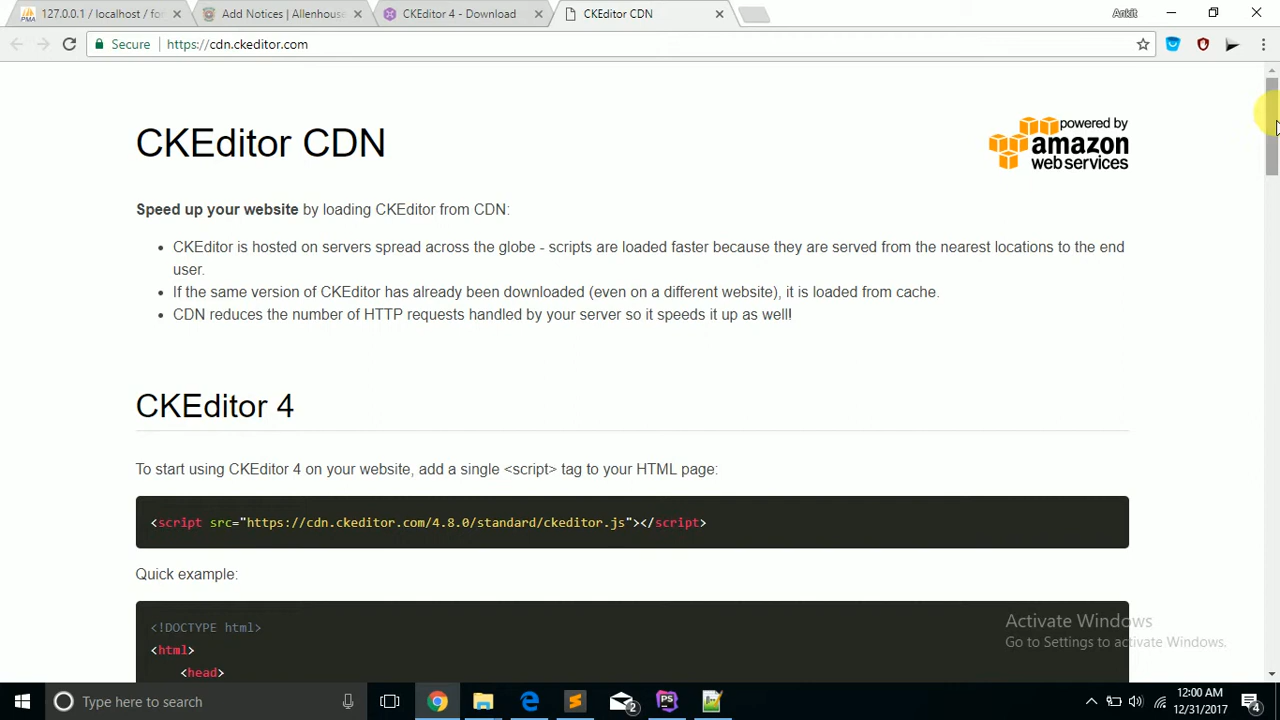 127.0.0.1 / localhost / for
Add Notices | Allenhouse
CKEditor 4 - Download
CKEditor CDN
Ankit
Secure
https://cdn.ckeditor.com
CKEditor CDN
powered by
amazon
web services
Speed up your website by loading CKEditor from CDN:
• CKEditor is hosted on servers spread across the globe - scripts are loaded faster because they are served from the nearest locations to the end
user.
• If the same version of CKEditor has already been downloaded (even on a different website), it is loaded from cache.
• CDN reduces the number of HTTP requests handled by your server so it speeds it up as well!
CKEditor 4
To start using CKEditor 4 on your website, add a single <script> tag to your HTML page:
<script src="https://cdn.ckeditor.com/4.8.0/standard/ckeditor.js"></script>
Quick example:
<!DOCTYPE html>
<html>
<head>
Activate Windows
Go to Settings to activate Windows.
Type here to search
2
PS
12:00 AM
12/31/2017
4